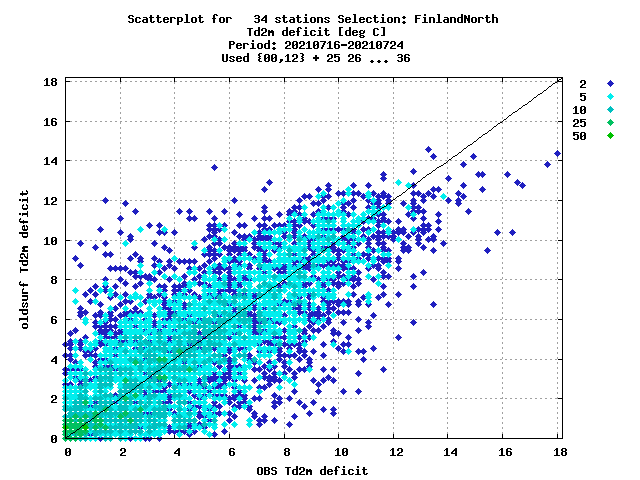 Scatterplot for 34 stations Selection: FinlandNorth
Td2m deficit [deg C]
Period: 20210716-20210724
Used {00,12} + 25 26 ... 36
18
16
14
12
10
8
6
4
2
0
oldsurf Td2m deficit
2
5
10
25
50
0 2 4 6 8 10 12 14 16 18
OBS Td2m deficit